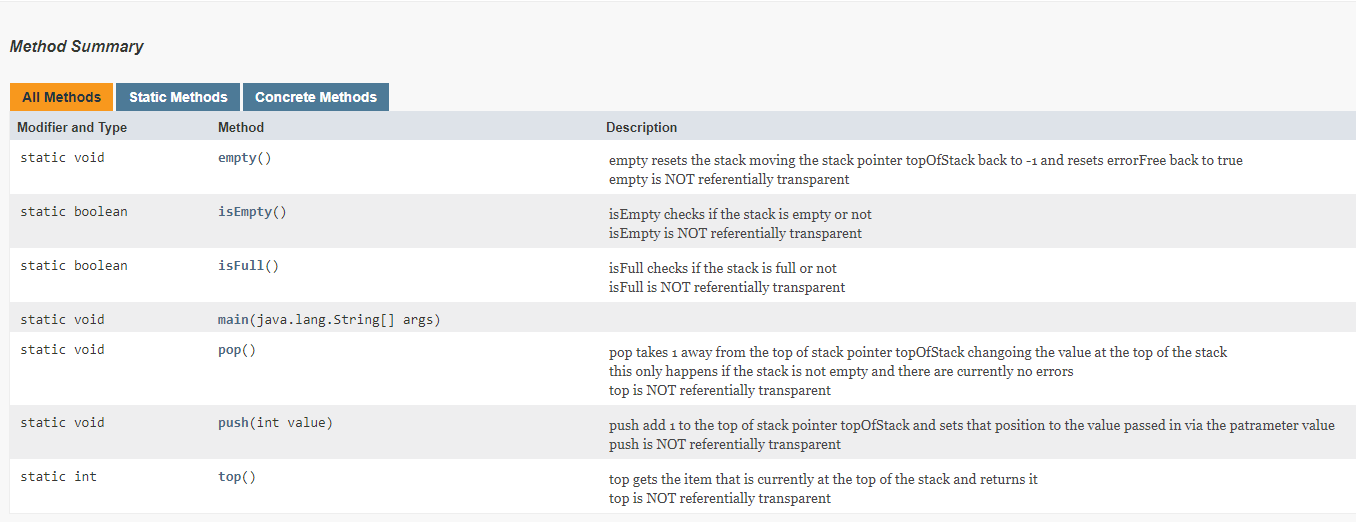 Method Summary
All Methods Static Methods Concrete Methods
Modifier and Type Method Description
static void empty() empty resets the stack moving the stack pointer topOfStack back to -1 and resets errorFree back to true
empty is NOT referentially transparent
static boolean isEmpty() isEmpty checks if the stack is empty or not
isEmpty is NOT referentially transparent
static boolean isFull() isFull checks if the stack is full or not
isFull is NOT referentially transparent
static void main(java.lang.String[] args)
static void pop() pop takes 1 away from the top of stack pointer topOfStack changoing the value at the top of the stack
this only happens if the stack is not empty and there are currently no errors
top is NOT referentially transparent
static void push(int value) push add 1 to the top of stack pointer topOfStack and sets that position to the value passed in via the patrameter value
push is NOT referentially transparent
static int top() top gets the item that is currently at the top of the stack and returns it
top is NOT referentially transparent